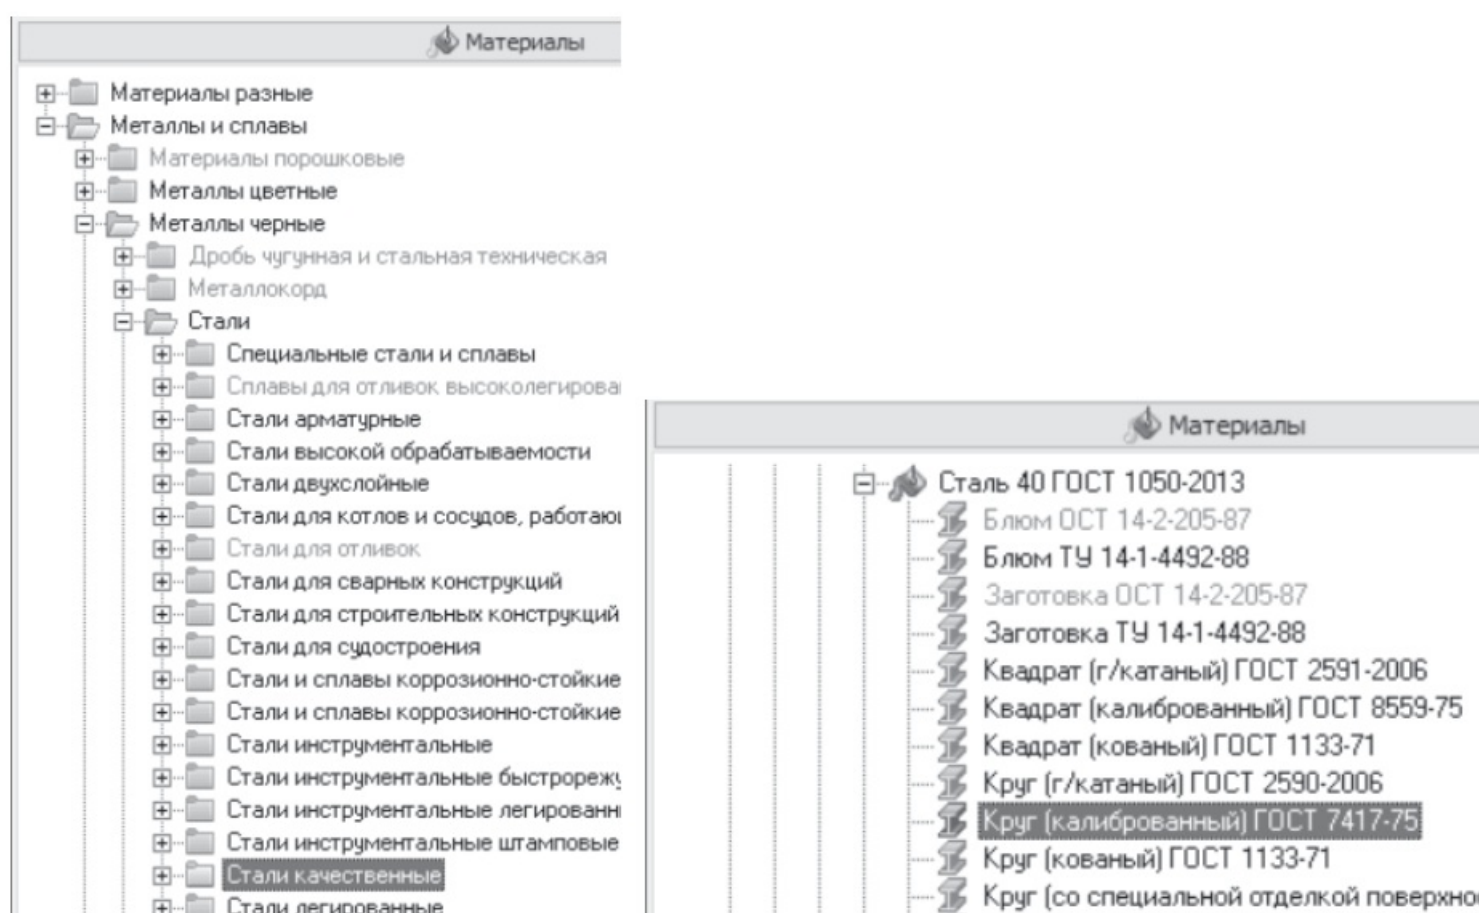 Материалы
Материалы разные
Металлы и сплавы
Материалы порошковые
Металлы цветные
Металлы черные
Дробь чугунная и стальная техническая
Металлокорд
Стали
Специальные стали и сплавы
Сплавы для отливок высоколегирова
Стали арматурные
Стали высокой обрабатываемости
Стали двухслойные
Стали для котлов и сосудов, работаю
Стали для отливок
Стали для сварных конструкций
Стали для строительных конструкций
Стали для судостроения
Стали и сплавы коррозионно-стойкие
Стали и сплавы коррозионно-стойкие
Стали инструментальные
Стали инструментальные быстрорежу
Стали инструментальные легированн
Стали инструментальные штамповые
Стали качественные
Стали легированные
Материалы
Сталь 40 ГОСТ 1050-2013
Блюм ОСТ 14-2-205-87
Блюм ТУ 14-1-4492-88
Заготовка ОСТ 14-2-205-87
Заготовка ТУ 14-1-4492-88
Квадрат (г/катаный) ГОСТ 2591-2006
Квадрат (калиброванный) ГОСТ 8559-75
Квадрат (кованый) ГОСТ 1133-71
Круг (г/катаный) ГОСТ 2590-2006
Круг (калиброванный) ГОСТ 7417-75
Круг (кованый) ГОСТ 1133-71
Круг (со специальной отделкой поверхно